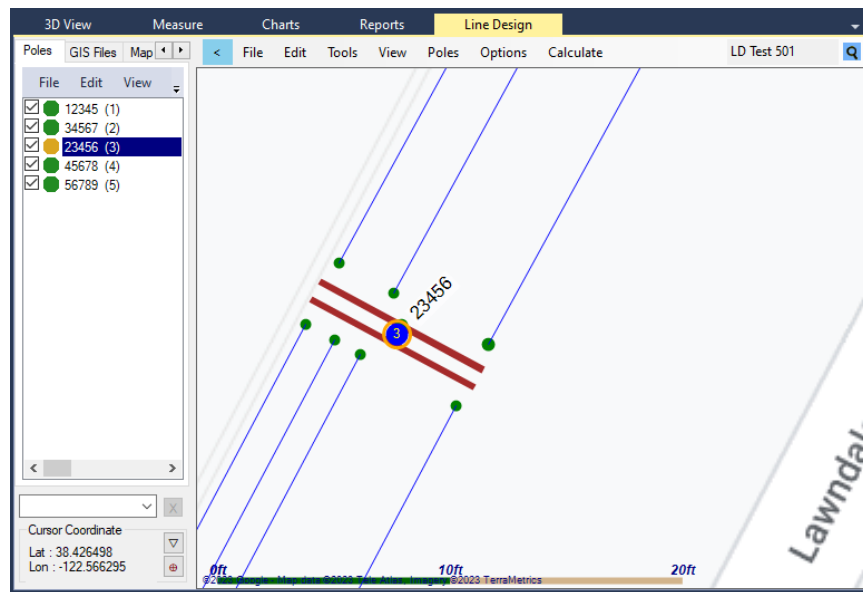 3D View Measure Charts Reports Line Design
Poles GIS Files Map < File Edit Tools View Poles Options Calculate LD Test 501
File Edit View
12345 (1)
34567 (2)
23456 (3)
45678 (4)
56789 (5)
23456
3
Lawndale
X
Cursor Coordinate
Lat : 38.426498
Lon : -122.566295
0ft 10ft 20ft
©2023 Google - Map data ©2023 Tele Atlas, Imagery ©2023 TerraMetrics